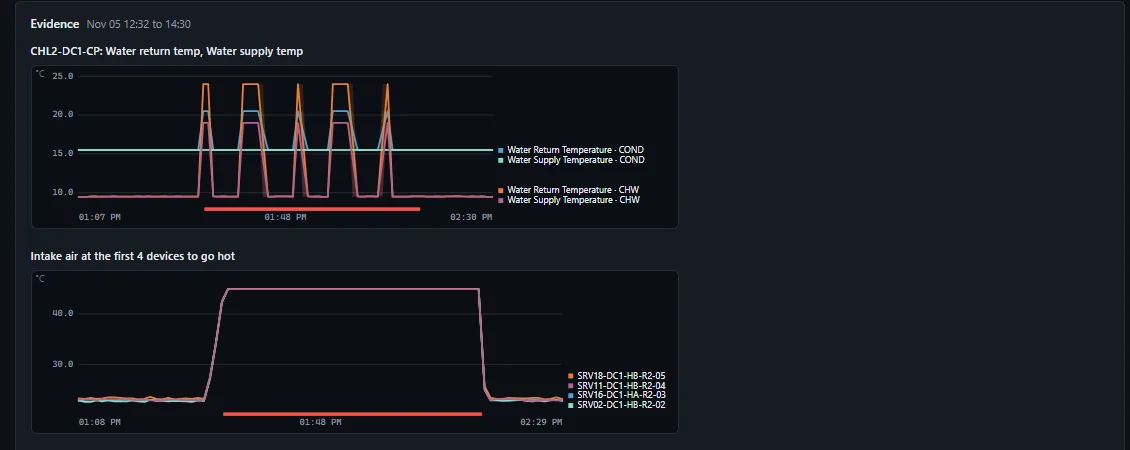 Evidence Nov 05 12:32 to 14:30
CHL2-DC1-CP: Water return temp, Water supply temp
°C
25.0
20.0
15.0
10.0
Water Return Temperature - COND
Water Supply Temperature - COND
Water Return Temperature - CHW
Water Supply Temperature - CHW
01:07 PM 01:48 PM 02:30 PM
Intake air at the first 4 devices to go hot
°C
40.0
30.0
SRV18-DC1-HB-R2-05
SRV11-DC1-HB-R2-04
SRV16-DC1-HA-R2-03
SRV02-DC1-HB-R2-02
01:08 PM 01:48 PM 02:29 PM